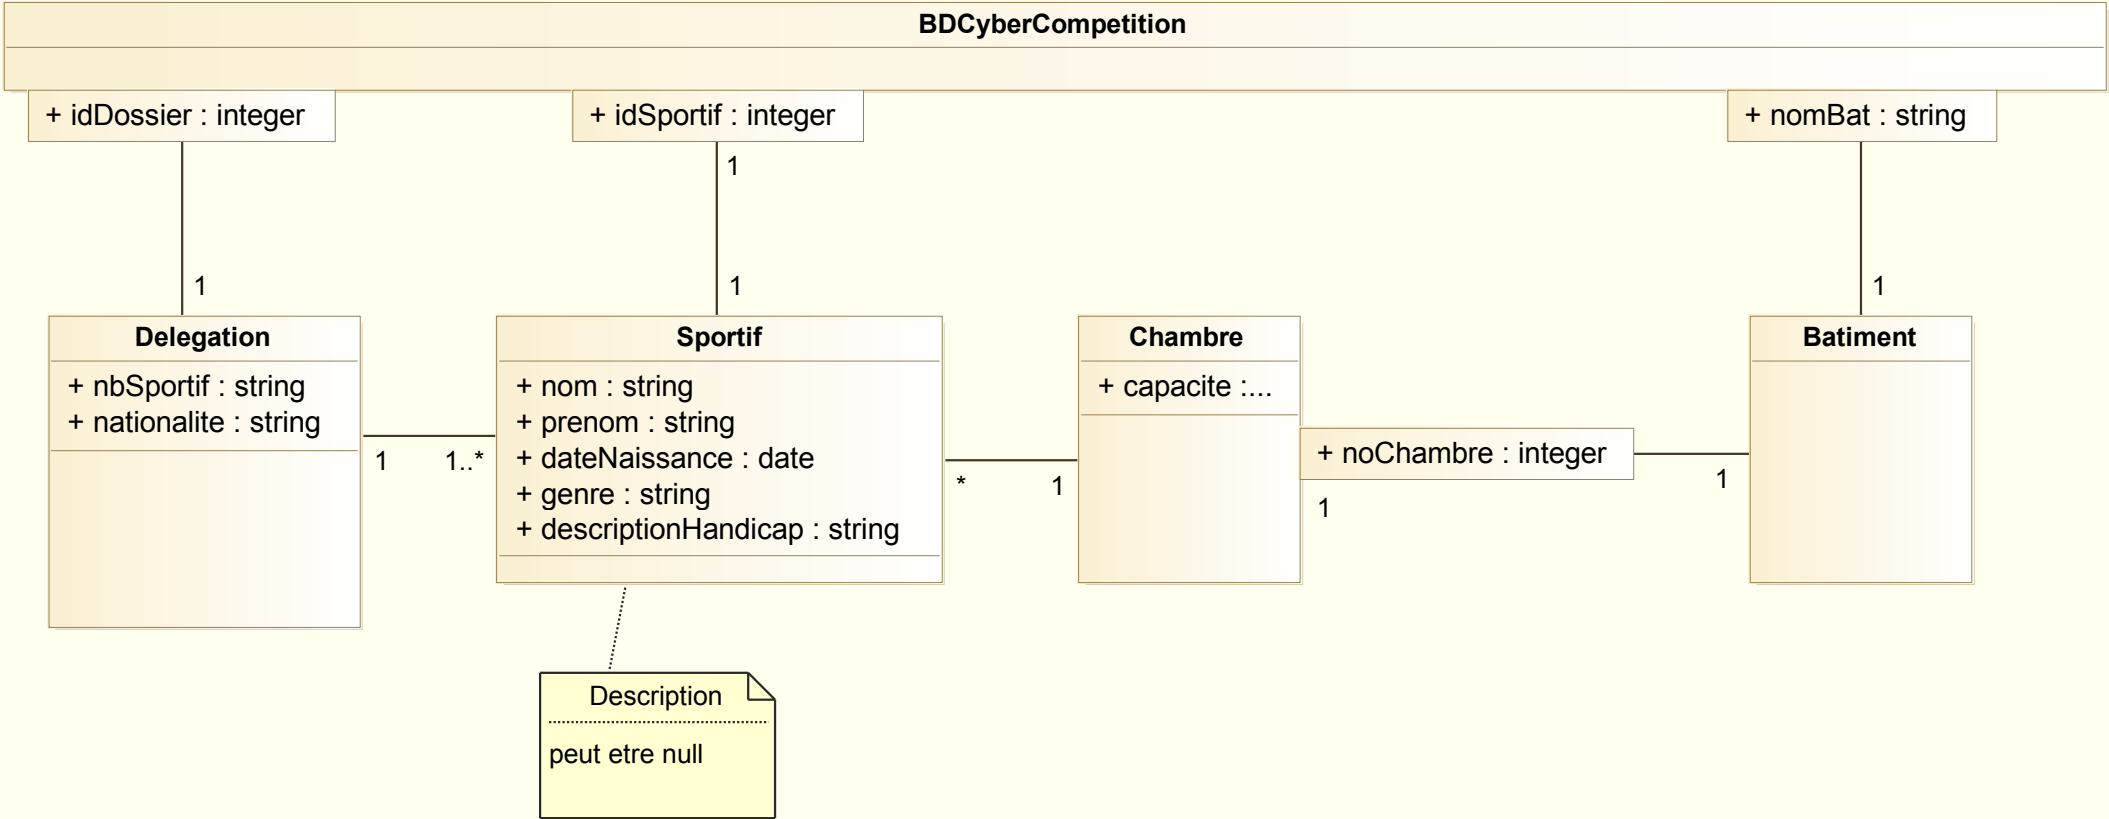 BDCyberCompetition
+ idDossier : integer
+ idSportif : integer
+ nomBat : string
1
1
1
1
Delegation
+ nbSportif : string
+ nationalite : string
1
1..*
Sportif
+ nom : string
+ prenom : string
+ dateNaissance : date
+ genre : string
+ descriptionHandicap : string
*
1
Chambre
+ capacite :...
+ noChambre : integer
1
1
Batiment
Description
peut etre null